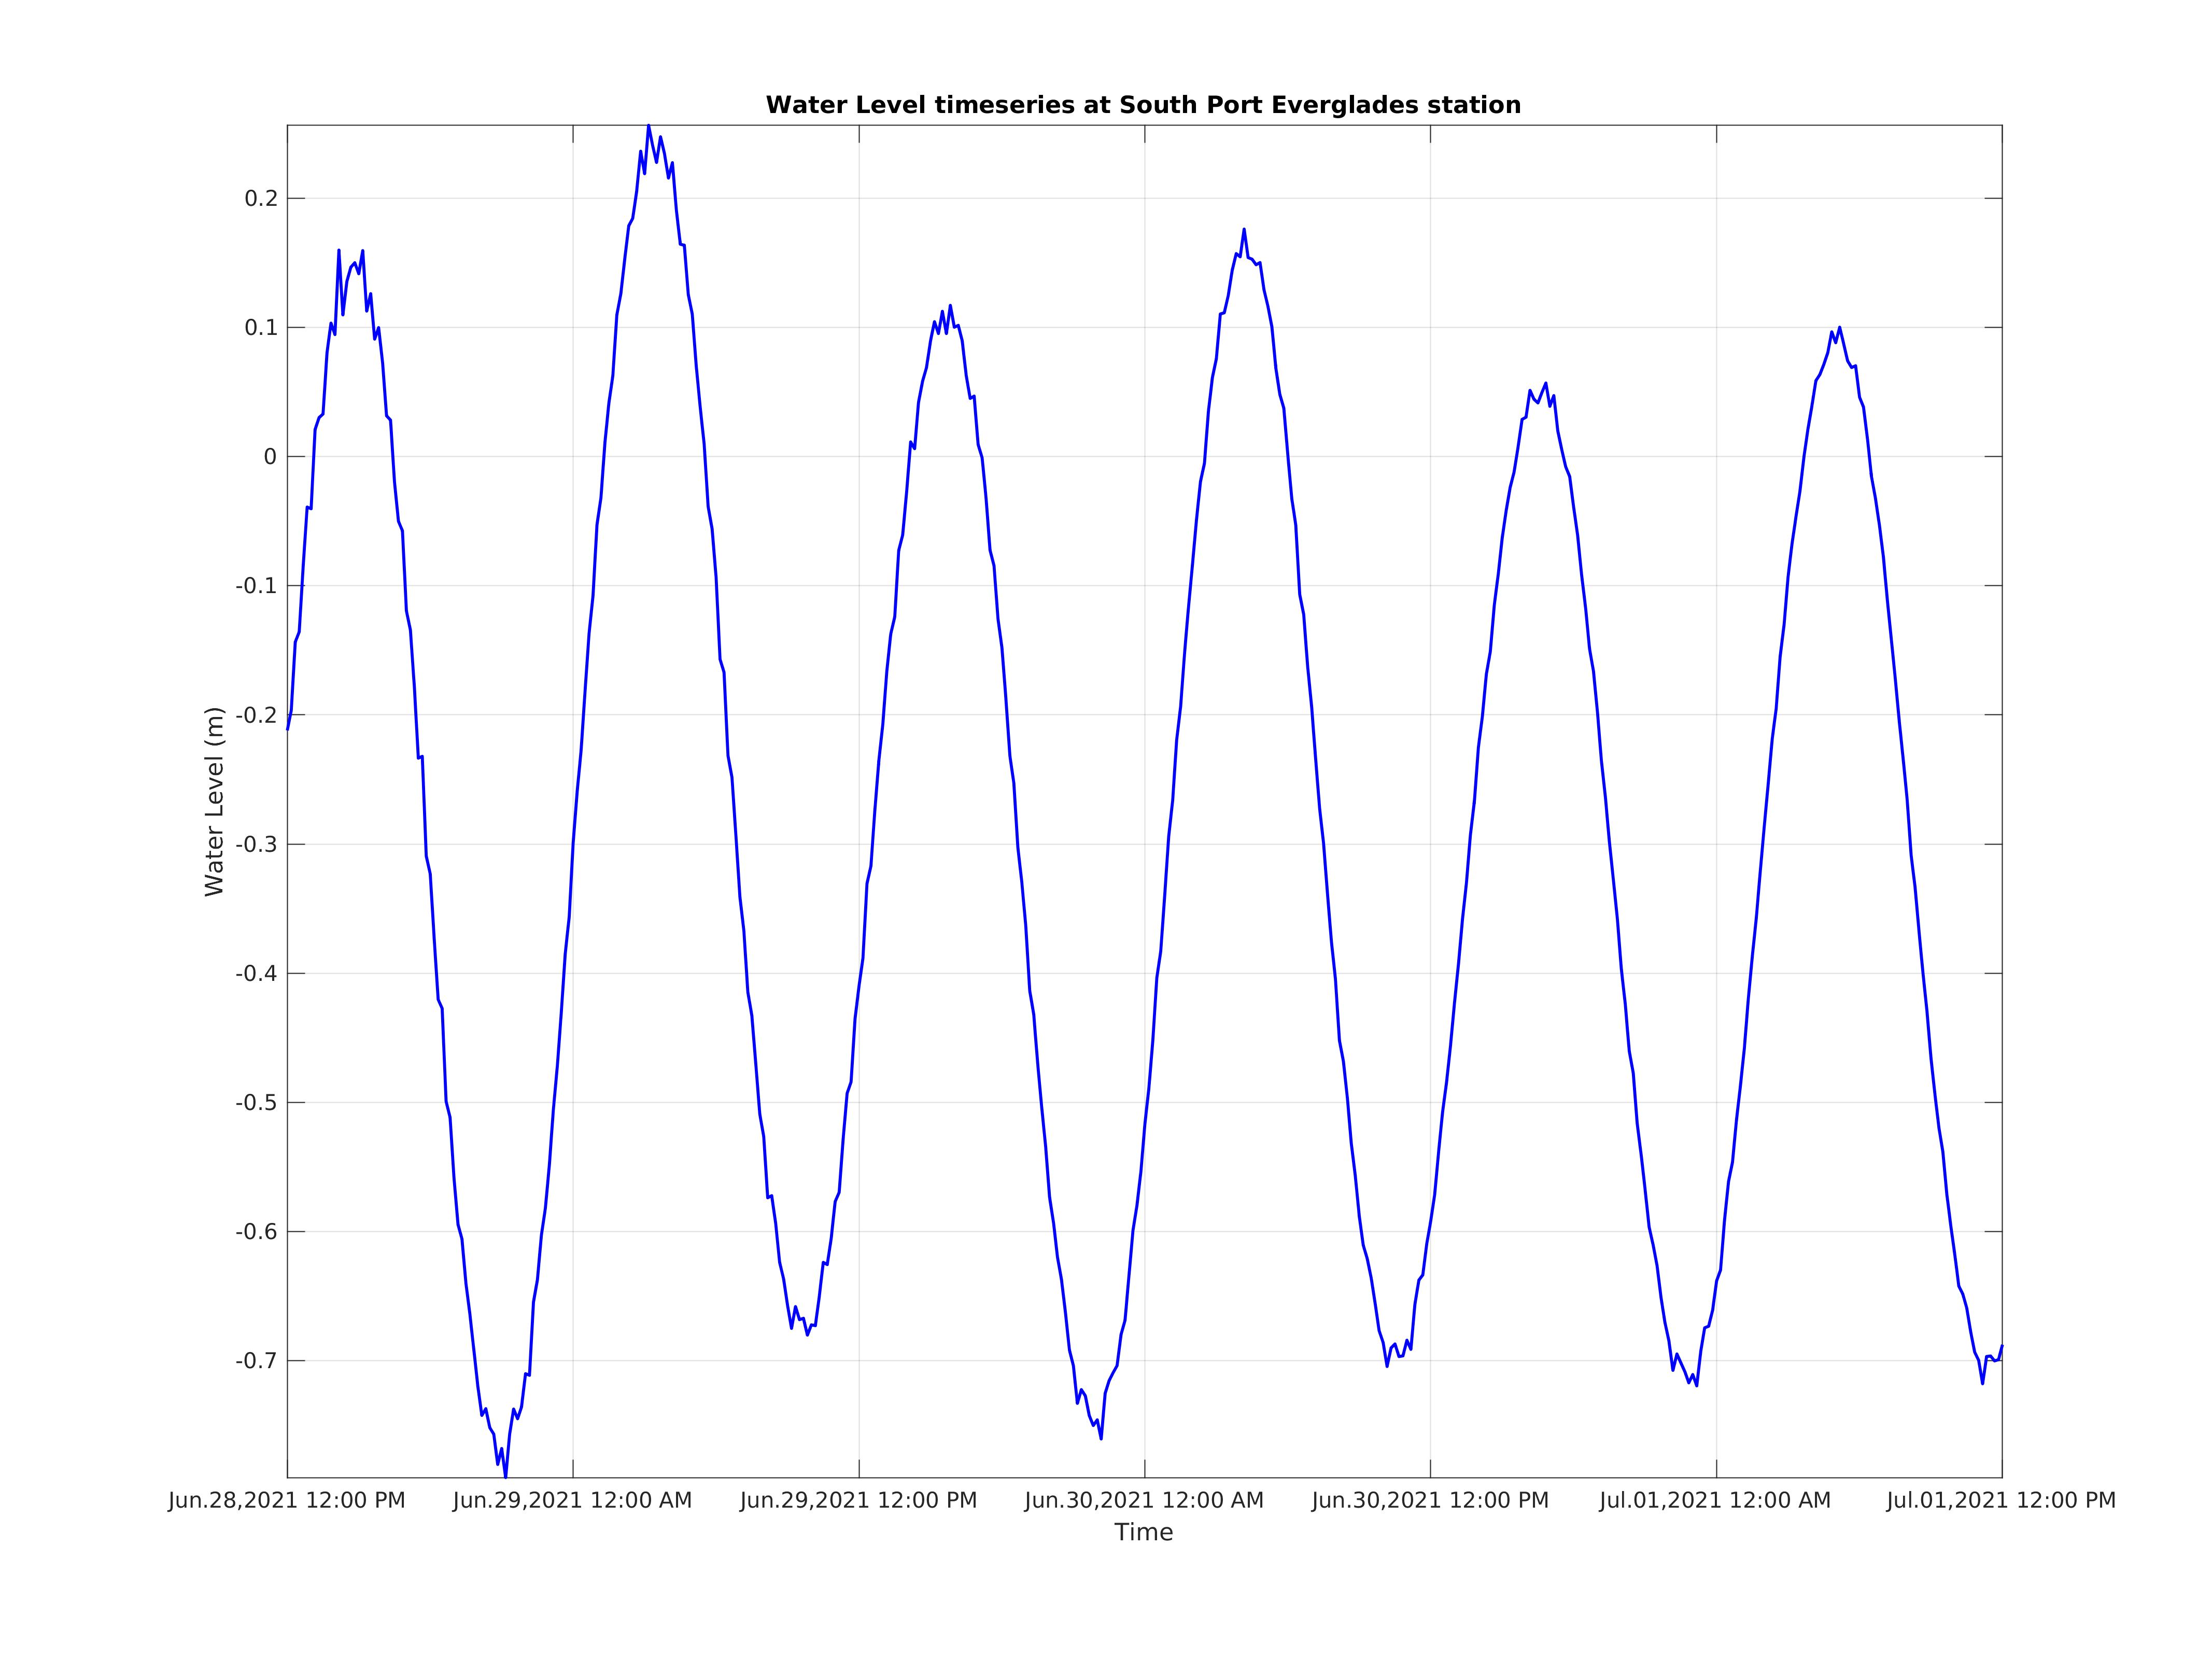 Water Level timeseries at South Port Everglades station
0.2
0.1
0
-0.1
-0.2
-0.3
-0.4
-0.5
-0.6
-0.7
Water Level (m)
Jun.28,2021 12:00 PM
Jun.29,2021 12:00 AM
Jun.29,2021 12:00 PM
Jun.30,2021 12:00 AM
Jun.30,2021 12:00 PM
Jul.01,2021 12:00 AM
Jul.01,2021 12:00 PM
Time